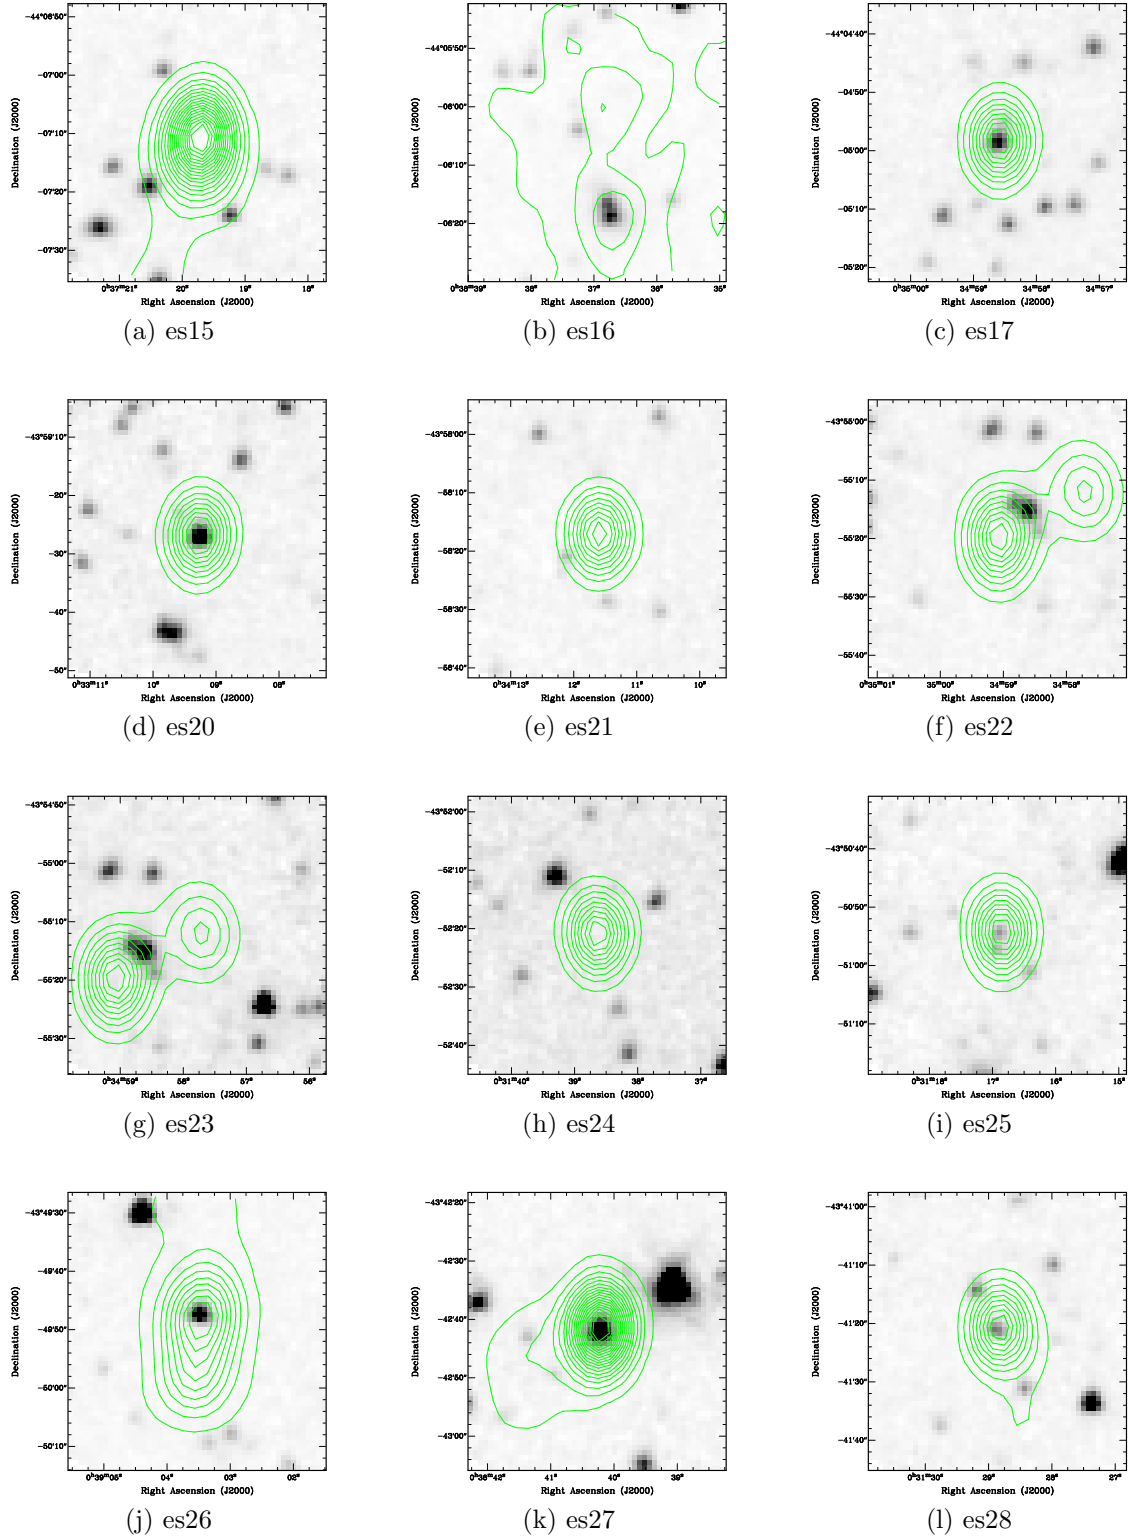 Declination (J2000)
-44°06'50"
-07'00"
-07'10"
-07'20"
-07'30"
0ʰ37ᵐ21ˢ 20ˢ 19ˢ 18ˢ
Right Ascension (J2000)
(a) es15
Declination (J2000)
-44°05'50"
-06'00"
-06'10"
-06'20"
37ˢ 36ˢ 35ˢ
Right Ascension (J2000)
(b) es16
Declination (J2000)
-44°04'40"
-04'50"
-05'00"
-05'10"
-05'20"
0ʰ35ᵐ00ˢ 34ᵐ59ˢ 34ᵐ58ˢ 34ᵐ57ˢ
Right Ascension (J2000)
(c) es17
Declination (J2000)
-43°59'10"
-20"
-30"
-40"
-50"
0ʰ33ᵐ11ˢ 10ˢ 09ˢ 08ˢ
Right Ascension (J2000)
(d) es20
Declination (J2000)
-43°58'00"
-58'10"
-58'20"
-58'30"
-58'40"
0ʰ34ᵐ13ˢ 12ˢ 11ˢ 10ˢ
Right Ascension (J2000)
(e) es21
Declination (J2000)
-43°55'00"
-55'10"
-55'20"
-55'30"
-55'40"
0ʰ35ᵐ01ˢ 35ᵐ00ˢ 34ᵐ59ˢ 34ᵐ58ˢ
Right Ascension (J2000)
(f) es22
Declination (J2000)
-43°54'50"
-55'00"
-55'10"
-55'20"
-55'30"
0ʰ34ᵐ59ˢ 58ˢ 57ˢ 56ˢ
Right Ascension (J2000)
(g) es23
Declination (J2000)
-43°52'00"
-52'10"
-52'20"
-52'30"
-52'40"
0ʰ31ᵐ40ˢ 39ˢ 38ˢ 37ˢ
Right Ascension (J2000)
(h) es24
Declination (J2000)
-43°50'40"
-50'50"
-51'00"
-51'10"
0ʰ31ᵐ18ˢ 17ˢ 16ˢ 15ˢ
Right Ascension (J2000)
(i) es25
Declination (J2000)
-43°49'30"
-49'40"
-49'50"
-50'00"
-50'10"
0ʰ39ᵐ05ˢ 04ˢ 03ˢ 02ˢ
Right Ascension (J2000)
(j) es26
Declination (J2000)
-43°42'20"
-42'30"
-42'40"
-42'50"
-43'00"
41ˢ 40ˢ 39ˢ
Right Ascension (J2000)
(k) es27
Declination (J2000)
-43°41'00"
-41'10"
-41'20"
-41'30"
-41'40"
0ʰ31ᵐ30ˢ 29ˢ 28ˢ 27ˢ
Right Ascension (J2000)
(l) es28